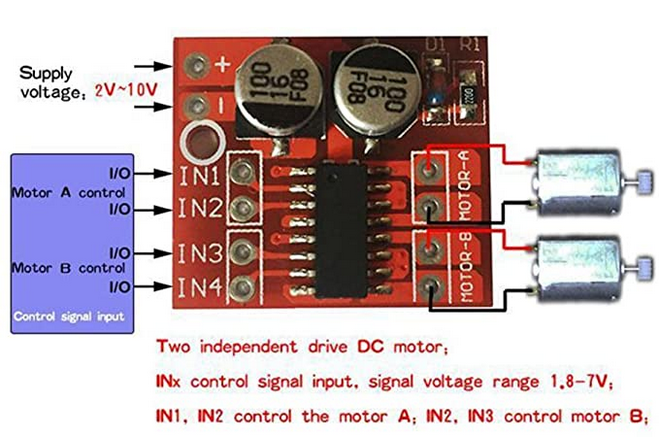 Supply
voltage: 2V~10V
+
-
100
16
F08
100
16
F08
D1
R1
2200
I/O
Motor A control
I/O
I/O
Motor B control
I/O
Control signal input
IN1
IN2
IN3
IN4
MOTOR-A
MOTOR-B
Two independent drive DC motor;
INx control signal input, signal voltage range 1.8-7V;
IN1, IN2 control the motor A; IN2, IN3 control motor B;